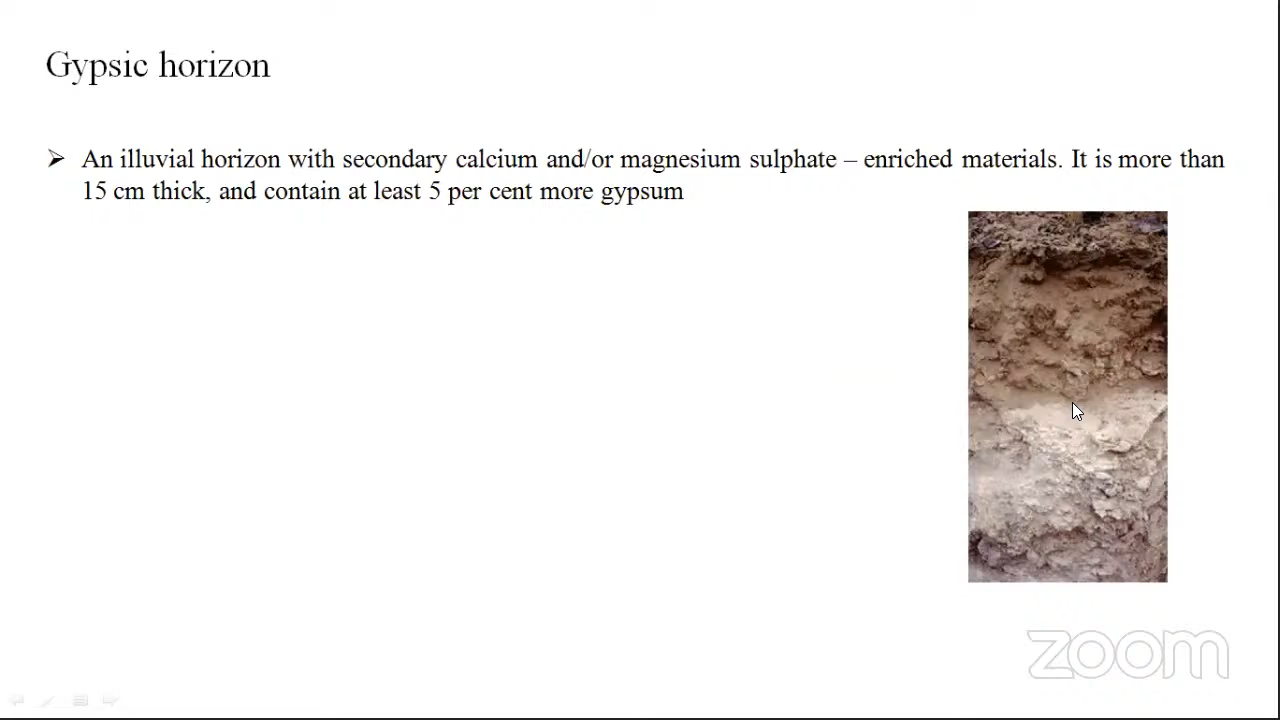 Gypsic horizon
➢ An illuvial horizon with secondary calcium and/or magnesium sulphate – enriched materials. It is more than
15 cm thick, and contain at least 5 per cent more gypsum
zoom